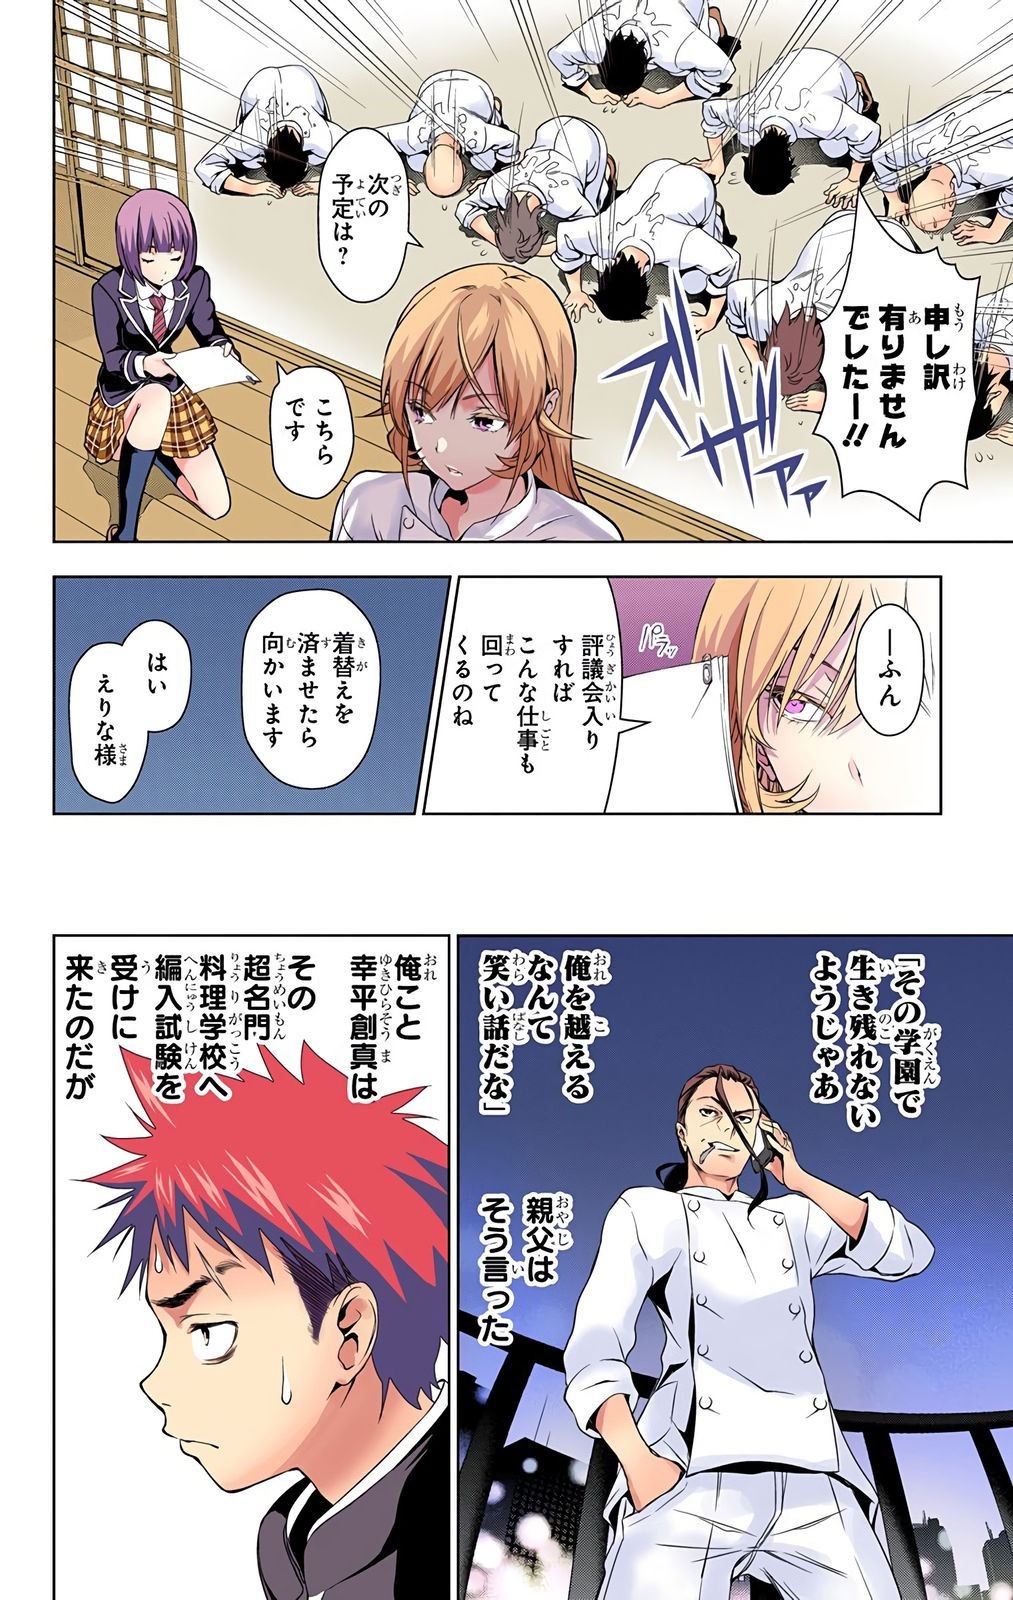 申し訳
有りません
でしたー!!
ズザァァ
次の
予定は?
こちら
です
ーふん
パラッ
評議会入り
すれば
こんな仕事も
回って
くるのね
着替えを
済ませたら
向かいます
はい
えりな様
「その学園で
生き残れない
ようじゃあ
俺を越える
なんて
笑い話だな」
親父は
そう言った
俺こと
幸平創真は
その
超名門
料理学校へ
編入試験を
受けに
来たのだが